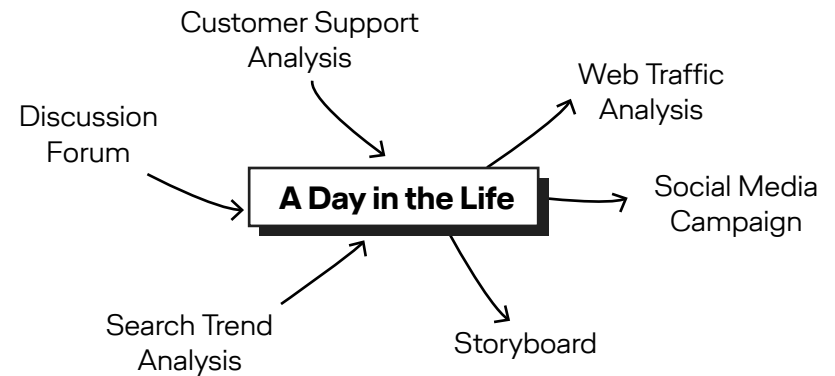 Customer Support
Analysis
Web Traffic
Analysis
Discussion
Forum
A Day in the Life
Social Media
Campaign
Search Trend
Analysis
Storyboard